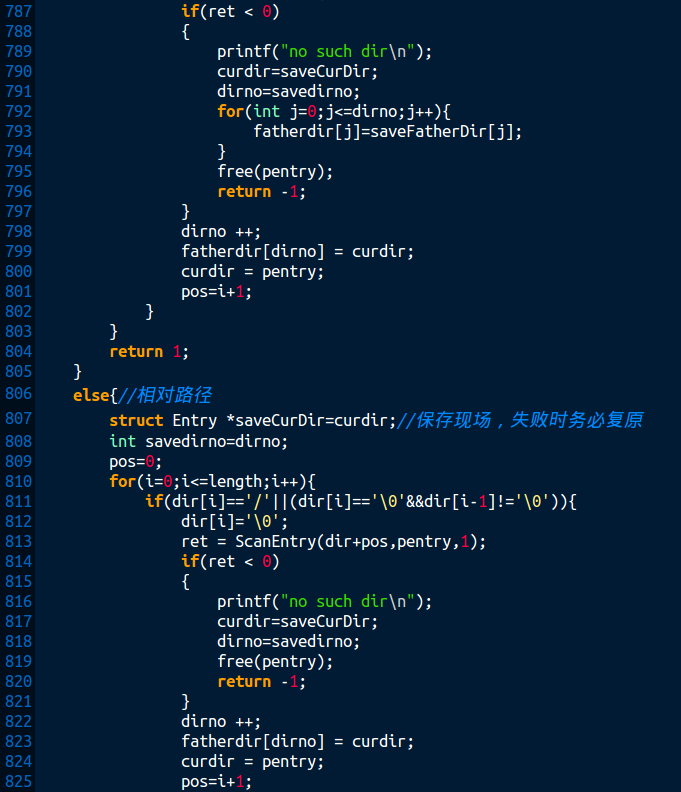 787 if(ret < 0)
788 {
789 printf("no such dir\n");
790 curdir=saveCurDir;
791 dirno=savedirno;
792 for(int j=0;j<=dirno;j++){
793 fatherdir[j]=saveFatherDir[j];
794 }
795 free(pentry);
796 return -1;
797 }
798 dirno ++;
799 fatherdir[dirno] = curdir;
800 curdir = pentry;
801 pos=i+1;
802 }
803 }
804 return 1;
805 }
806 else{//相对路径
807 struct Entry *saveCurDir=curdir;//保存现场，失败时务必复原
808 int savedirno=dirno;
809 pos=0;
810 for(i=0;i<=length;i++){
811 if(dir[i]=='/'||(dir[i]=='\0'&&dir[i-1]!='\0')){
812 dir[i]='\0';
813 ret = ScanEntry(dir+pos,pentry,1);
814 if(ret < 0)
815 {
816 printf("no such dir\n");
817 curdir=saveCurDir;
818 dirno=savedirno;
819 free(pentry);
820 return -1;
821 }
822 dirno ++;
823 fatherdir[dirno] = curdir;
824 curdir = pentry;
825 pos=i+1;